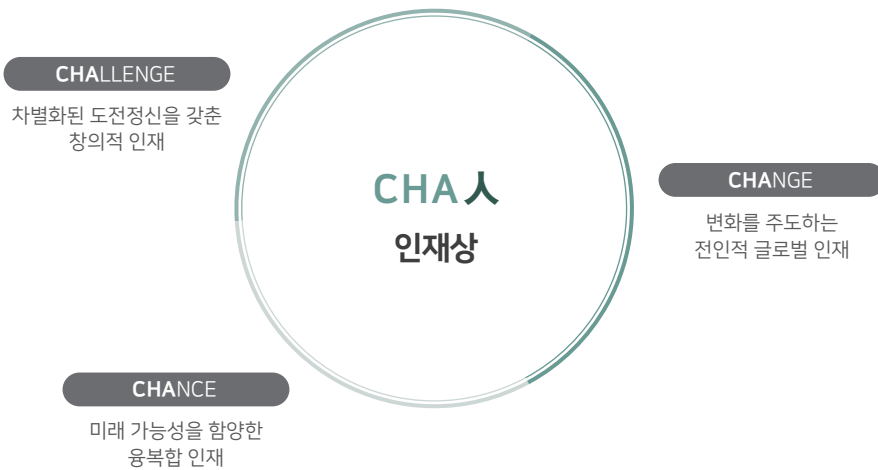 CHALLENGE
차별화된 도전정신을 갖춘
창의적 인재
CHA人
인재상
CHANGE
변화를 주도하는
전인적 글로벌 인재
CHANCE
미래 가능성을 함양한
융복합 인재